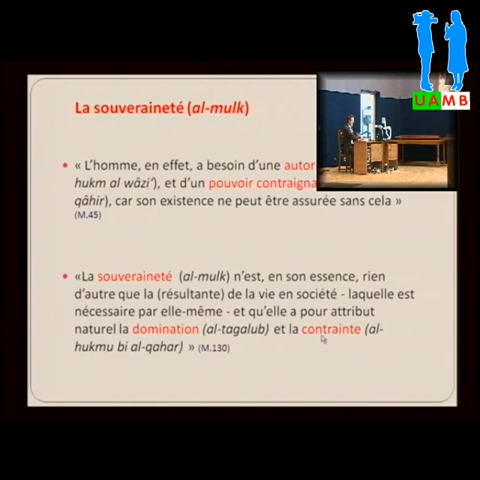 UAMB
La souveraineté (al-mulk)
• « L'homme, en effet, a besoin d'une
hukm al wâzi'), et d'un pouvoir
qâhir), car son existence ne peut être assurée sans cela »
(M.45)
• «La souveraineté (al-mulk) n'est, en son essence, rien
d'autre que la (résultante) de la vie en société - laquelle est
nécessaire par elle-même - et qu'elle a pour attribut
naturel la domination (al-tagalub) et la contrainte (al-
hukmu bi al-qahar) » (M.130)